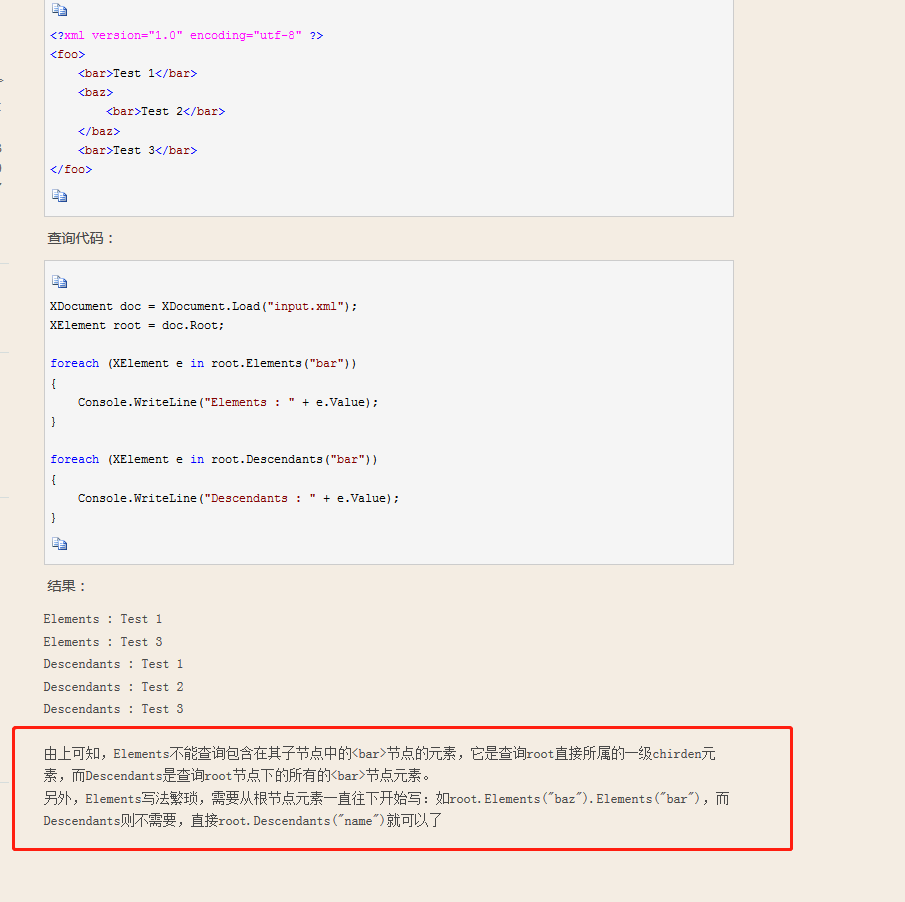 <?xml version="1.0" encoding="utf-8" ?>
<foo>
    <bar>Test 1</bar>
    <baz>
        <bar>Test 2</bar>
    </baz>
    <bar>Test 3</bar>
</foo>
查询代码：
XDocument doc = XDocument.Load("input.xml");
XElement root = doc.Root;
foreach (XElement e in root.Elements("bar"))
{
    Console.WriteLine("Elements : " + e.Value);
}
foreach (XElement e in root.Descendants("bar"))
{
    Console.WriteLine("Descendants : " + e.Value);
}
结果：
Elements : Test 1
Elements : Test 3
Descendants : Test 1
Descendants : Test 2
Descendants : Test 3
由上可知，Elements不能查询包含在其子节点中的<bar>节点的元素，它是查询root直接所属的一级chirden元
素，而Descendants是查询root节点下的所有的<bar>节点元素。
另外，Elements写法繁琐，需要从根节点元素一直往下开始写：如root.Elements("baz").Elements("bar")，而
Descendants则不需要，直接root.Descendants("name")就可以了